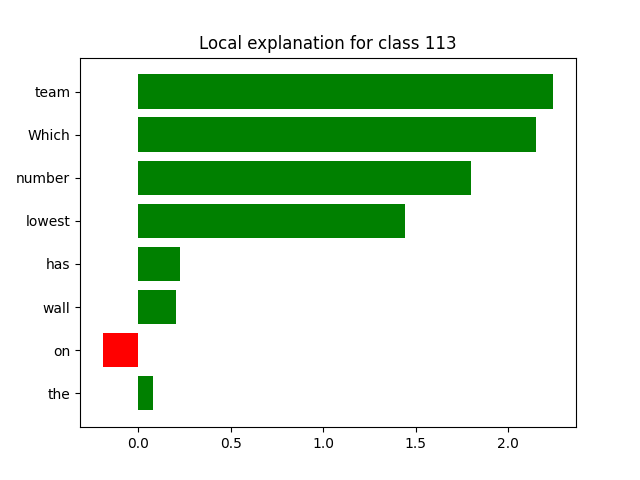 Local explanation for class 113
team
Which
number
lowest
has
wall
on
the
0.0 0.5 1.0 1.5 2.0